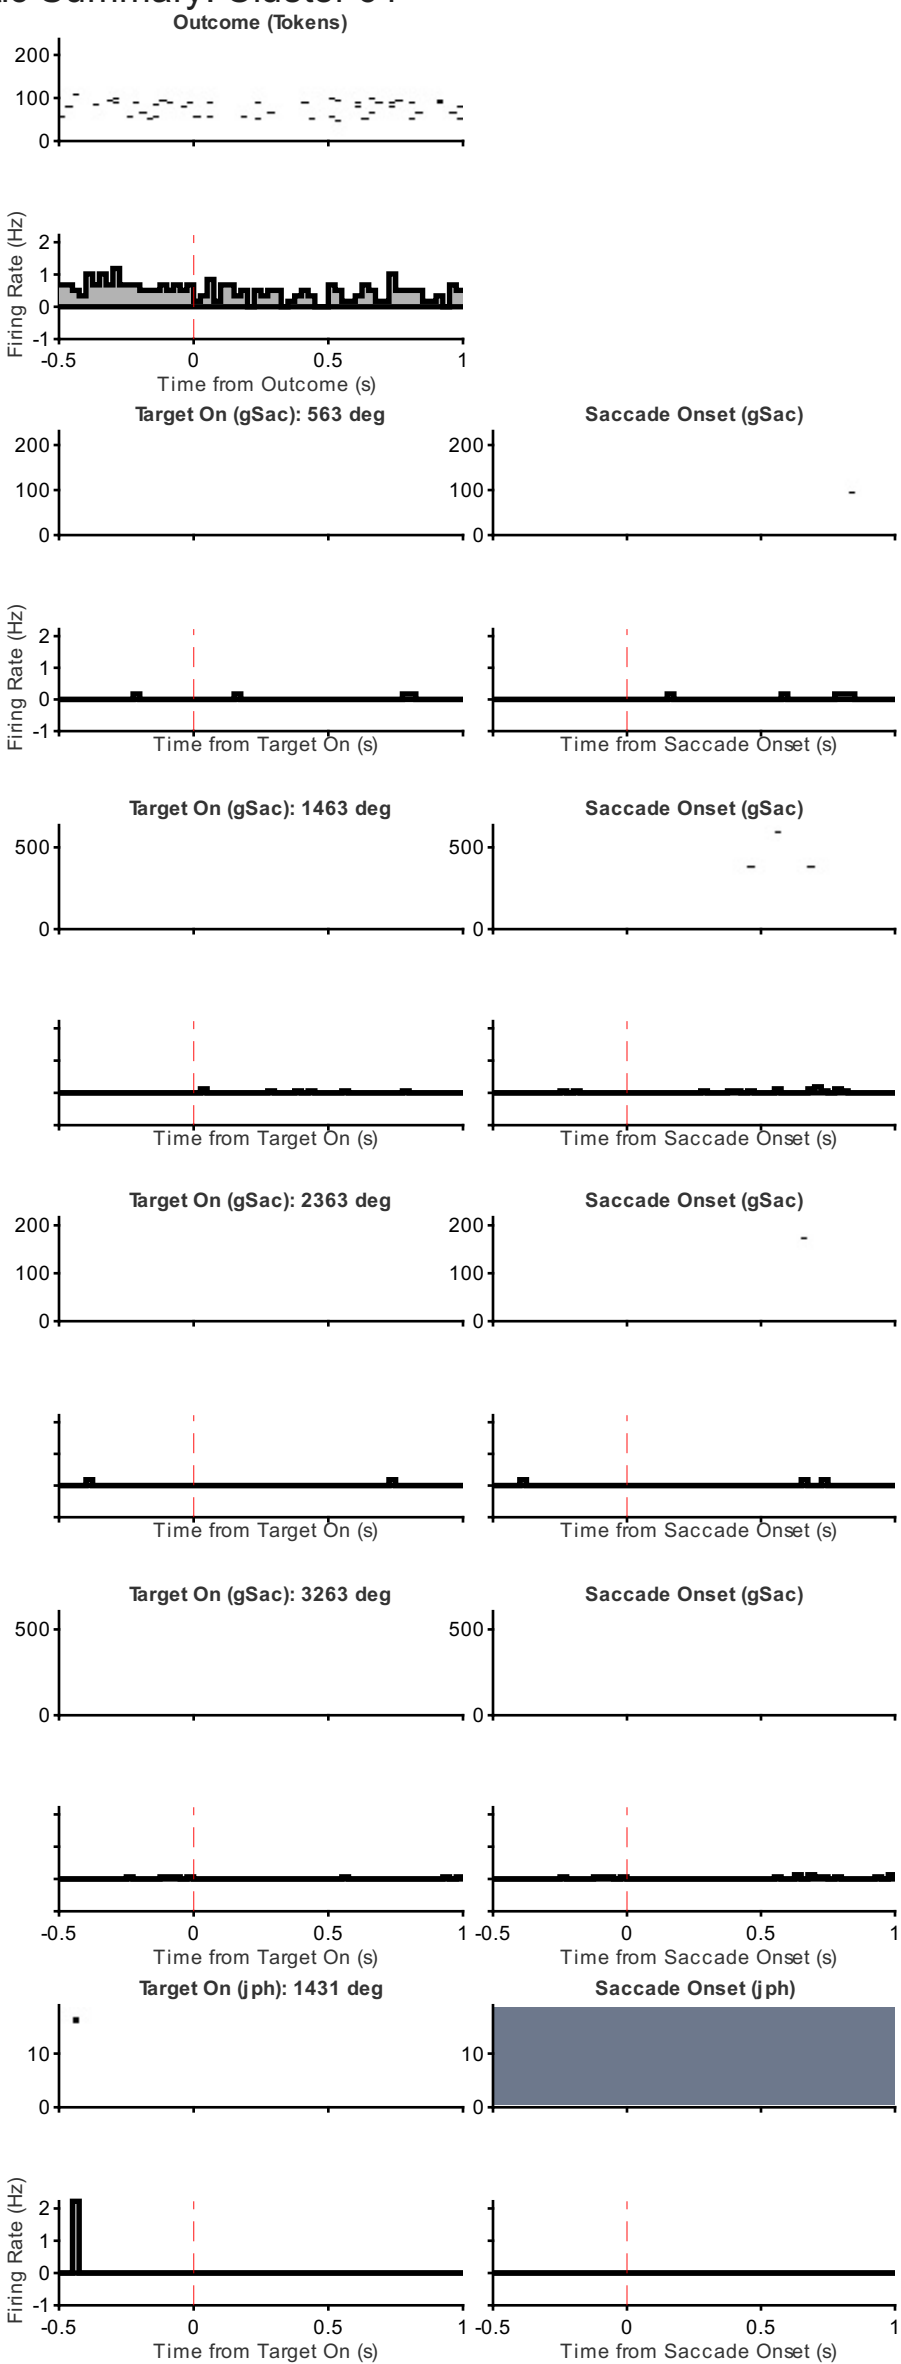 Summary: Cluster
Outcome (Tokens)
200
100
0
Firing Rate (Hz)
2
1
0
-1
-0.5 0 0.5 1
Time from Outcome (s)
Target On (gSac): 563 deg Saccade Onset (gSac)
200 200
100 100
0 0
Firing Rate (Hz)
2
1
0
-1
Time from Target On (s) Time from Saccade Onset (s)
Target On (gSac): 1463 deg Saccade Onset (gSac)
500 500
0 0
Time from Target On (s) Time from Saccade Onset (s)
Target On (gSac): 2363 deg Saccade Onset (gSac)
200 200
100 100
0 0
Time from Target On (s) Time from Saccade Onset (s)
Target On (gSac): 3263 deg Saccade Onset (gSac)
500 500
0 0
-0.5 0 0.5 1 -0.5 0 0.5 1
Time from Target On (s) Time from Saccade Onset (s)
Target On (jph): 1431 deg Saccade Onset (jph)
10 10
0 0
Firing Rate (Hz)
2
1
0
-1
-0.5 0 0.5 1 -0.5 0 0.5 1
Time from Target On (s) Time from Saccade Onset (s)